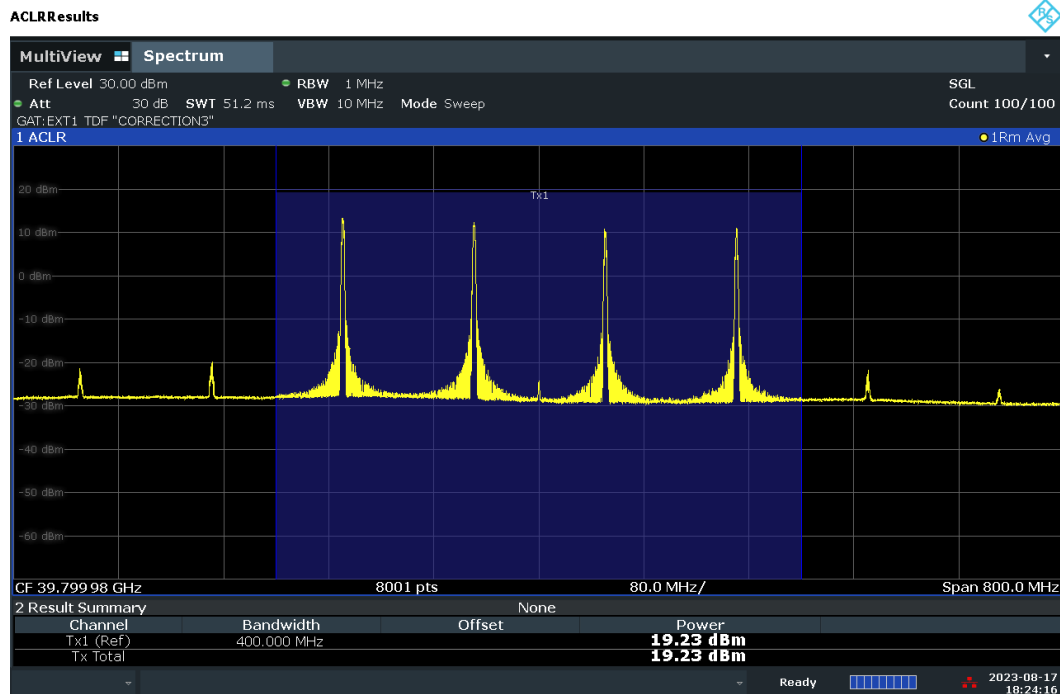 ACLRResults
R&S
MultiView Spectrum
Ref Level 30.00 dBm RBW 1 MHz SGL
Att 30 dB SWT 51.2 ms VBW 10 MHz Mode Sweep Count 100/100
GAT:EXT1 TDF "CORRECTION3"
1 ACLR 1Rm Avg
Tx1
20 dBm
10 dBm
0 dBm
-10 dBm
-20 dBm
-30 dBm
-40 dBm
-50 dBm
-60 dBm
CF 39.79998 GHz 8001 pts 80.0 MHz/ Span 800.0 MHz
2 Result Summary None
Channel Bandwidth Offset Power
Tx1 (Ref) 400.000 MHz 19.23 dBm
Tx Total 19.23 dBm
Ready 2023-08-17
18:24:16